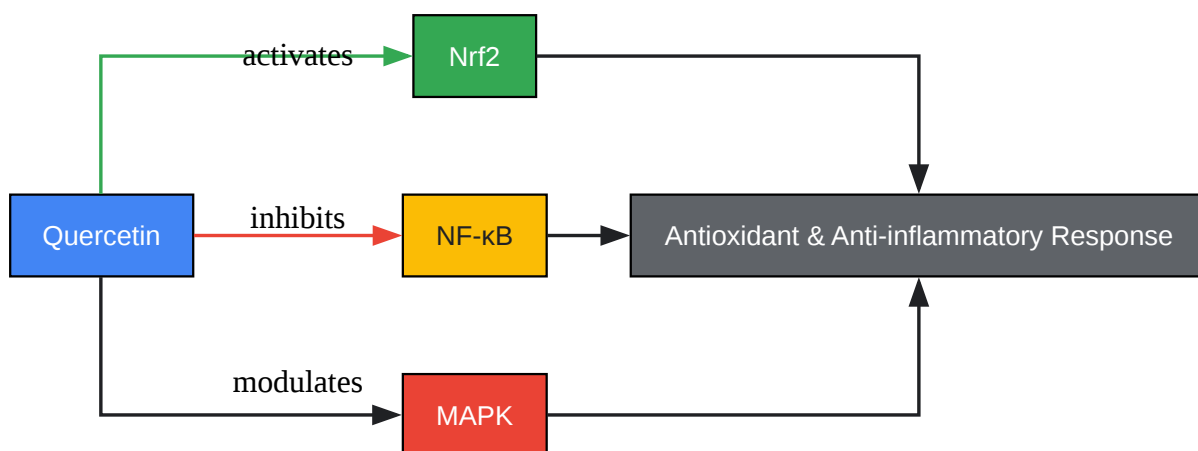 activates
Nrf2
Quercetin
inhibits
NF-κB
Antioxidant & Anti-inflammatory Response
modulates
MAPK